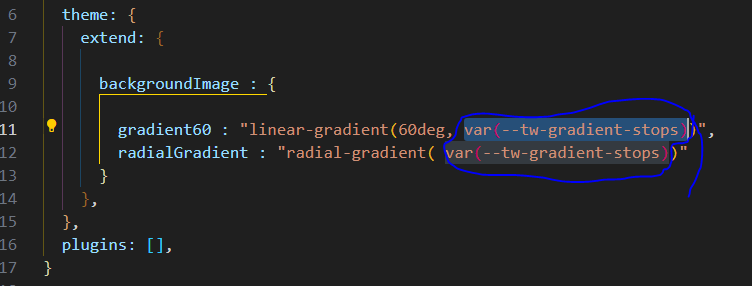 6 theme: {
7 extend: {
8
9 backgroundImage : {
10
11 gradient60 : "linear-gradient(60deg, var(--tw-gradient-stops))",
12 radialGradient : "radial-gradient( var(--tw-gradient-stops))"
13 }
14 },
15 },
16 plugins: [],
17 }